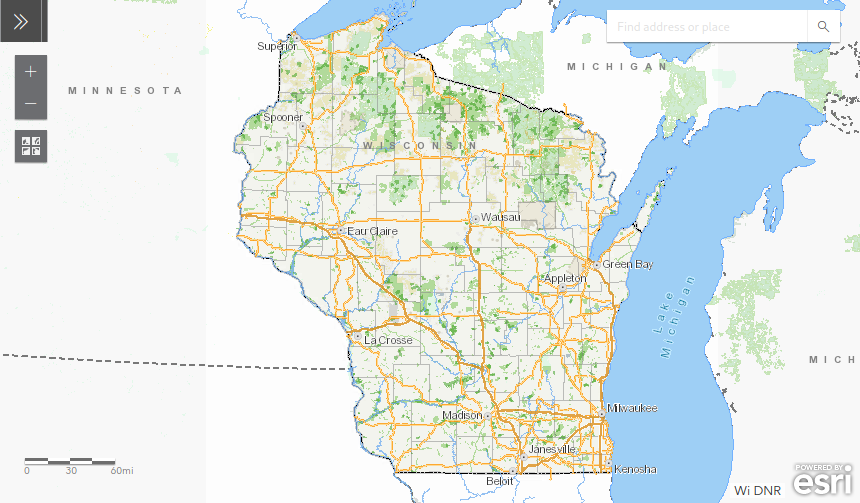 Find address or place
Superior
MICHIGAN
MINNESOTA
Spooner
WISCONSIN
Wausau
Eau Claire
Green Bay
Appleton
Lake
Michigan
La Crosse
MICH
Milwaukee
Madison
Janesville
Kenosha
Beloit
0 30 60mi
Wi DNR
POWERED BY
esri